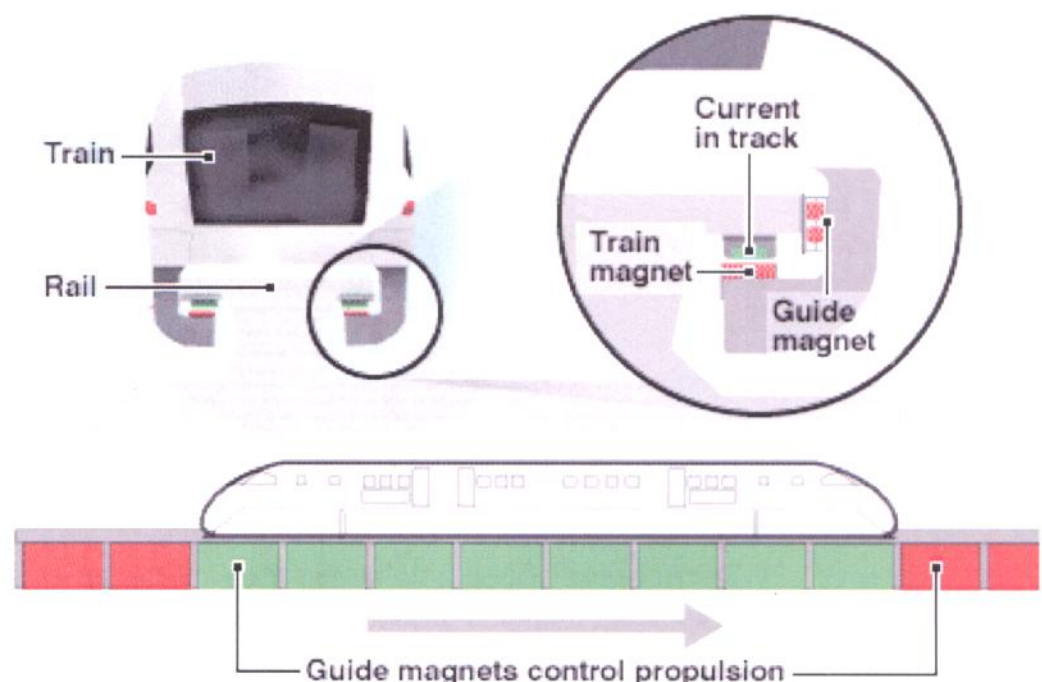 Train
Rail
Current
in track
Train
magnet
Guide
magnet
Guide magnets control propulsion